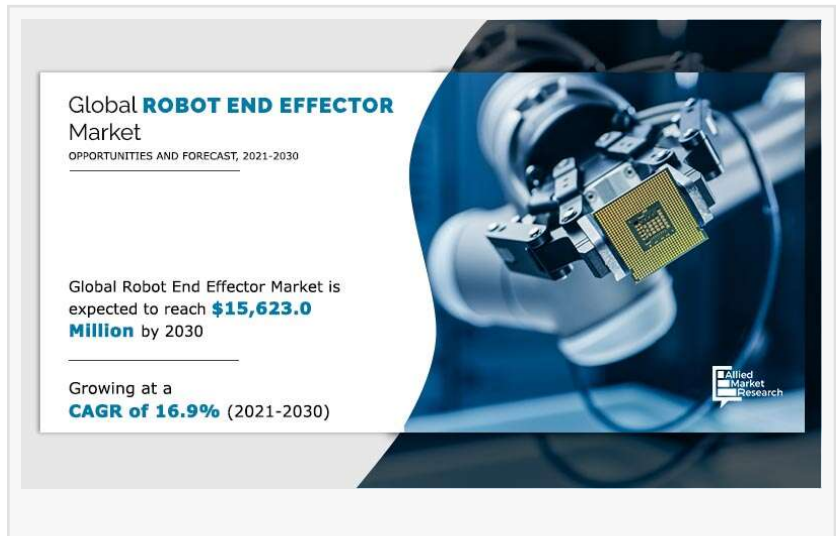 Global ROBOT END EFFECTOR
Market
OPPORTUNITIES AND FORECAST, 2021-2030
Global Robot End Effector Market is
expected to reach $15,623.0
Million by 2030
Growing at a
CAGR of 16.9% (2021-2030)
Allied
Market
Research